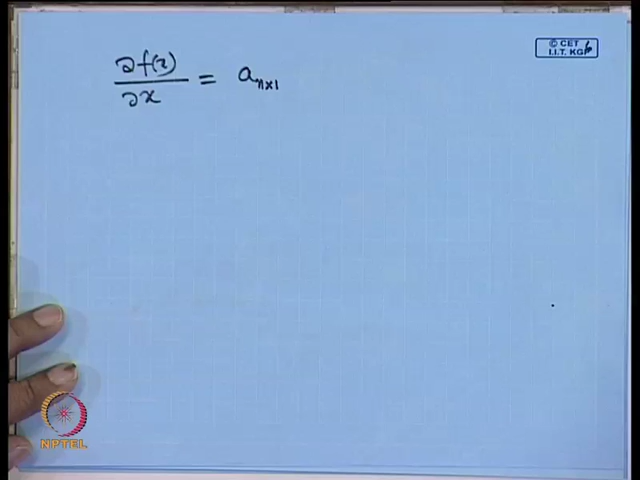 ∂f(x)/∂x = a_{n×1}
© CET
I.I.T. KGP
NPTEL